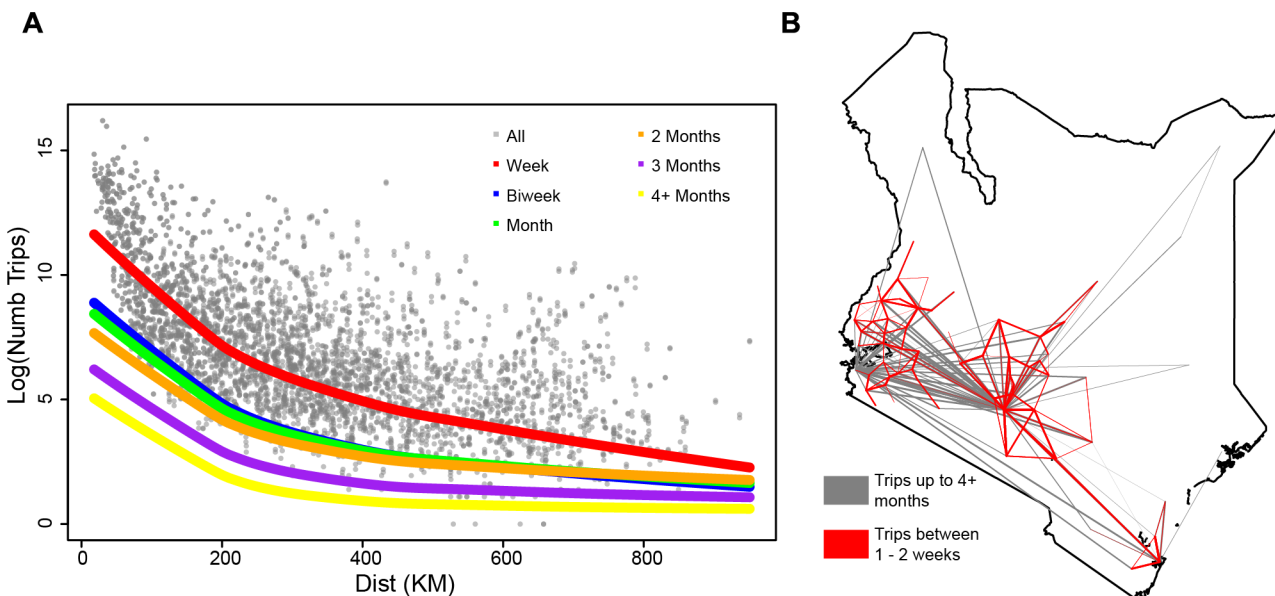 A
B
Log(Numb Trips)
15
10
5
0
All
Week
Biweek
Month
2 Months
3 Months
4+ Months
0
200
400
600
800
Dist (KM)
Trips up to 4+
months
Trips between
1 - 2 weeks